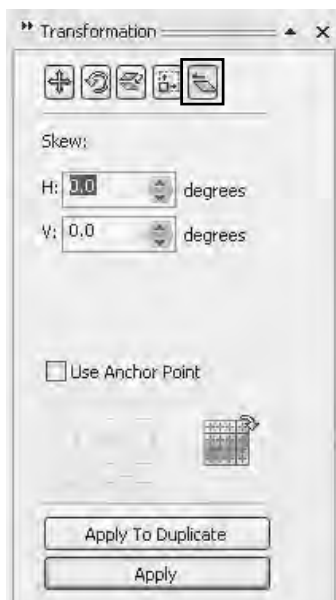 Transformation
Skew:
H: 0.0 degrees
V: 0.0 degrees
Use Anchor Point
Apply To Duplicate
Apply